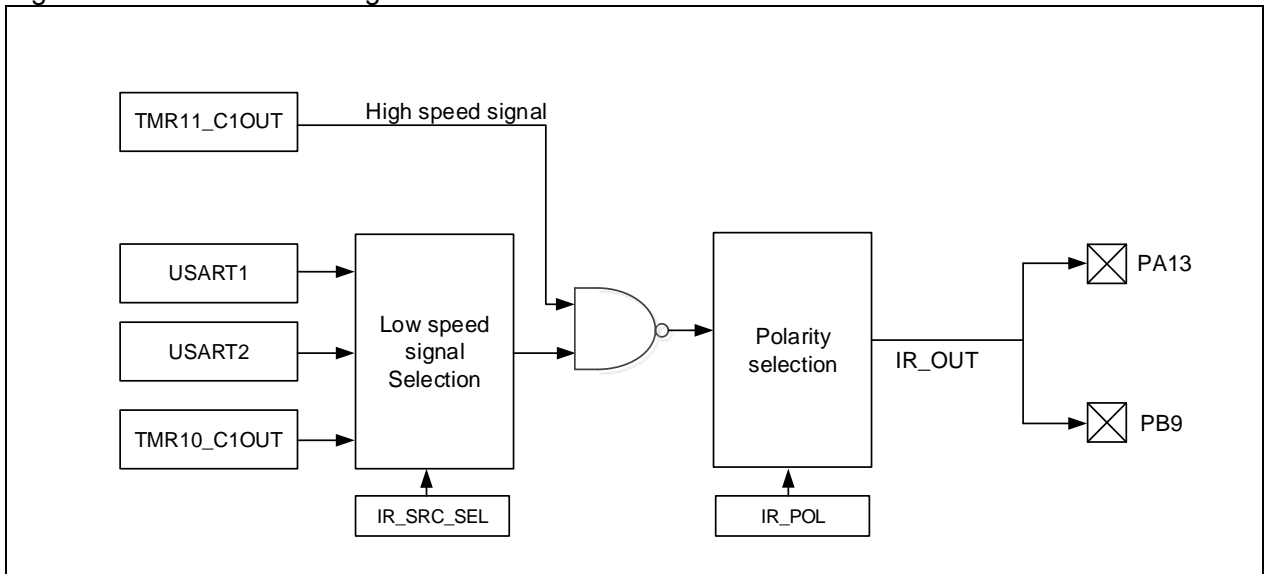 TMR11_C1OUT
High speed signal
USART1
USART2
TMR10_C1OUT
Low speed
signal
Selection
IR_SRC_SEL
Polarity
selection
IR_POL
IR_OUT
PA13
PB9